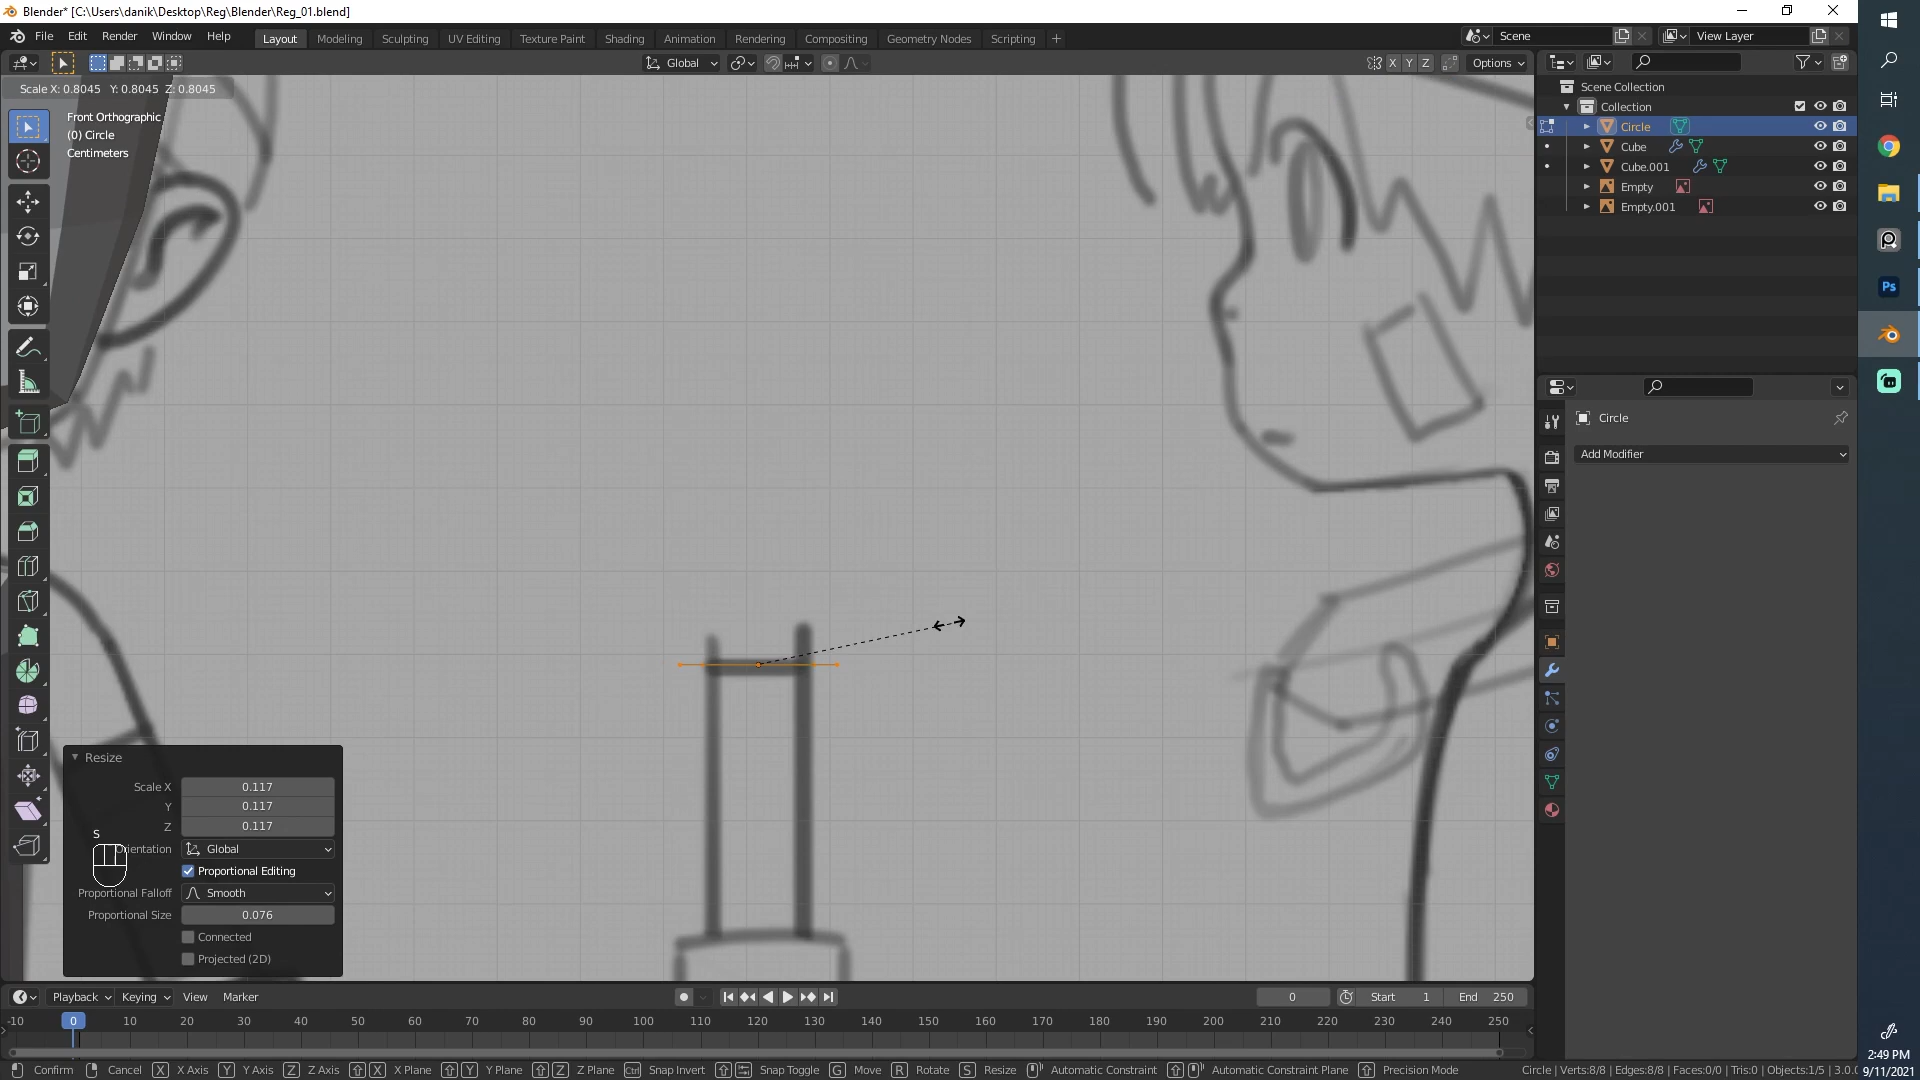 Blender* [C:\Users\danik\Desktop\Reg\Blender\Reg_01.blend]
File Edit Render Window Help
Layout Modeling Sculpting UV Editing Texture Paint Shading Animation Rendering Compositing Geometry Nodes Scripting +
Scene
View Layer
Global
X Y Z
Options
Scale X: 0.8045 Y: 0.8045 Z: 0.8045
Front Orthographic
(0) Circle
Centimeters
Scene Collection
Collection
Circle
Cube
Cube.001
Empty
Empty.001
Circle
Add Modifier
Resize
Scale X 0.117
Y 0.117
Z 0.117
S
Orientation Global
Proportional Editing
Proportional Falloff Smooth
Proportional Size 0.076
Connected
Projected (2D)
Playback Keying View Marker
0
Start 1
End 250
-10 0 10 20 30 40 50 60 70 80 90 100 110 120 130 140 150 160 170 180 190 200 210 220 230 240 250
Confirm Cancel X X Axis Y Y Axis Z Z Axis X X Plane Y Y Plane Z Z Plane Ctrl Snap Invert Snap Toggle G Move R Rotate S Resize Automatic Constraint Automatic Constraint Plane Precision Mode
Circle | Verts:8/8 | Edges:8/8 | Faces:0/0 | Tris:0 | Objects:1/5 | 3.0.
Ps
2:49 PM
9/11/2021